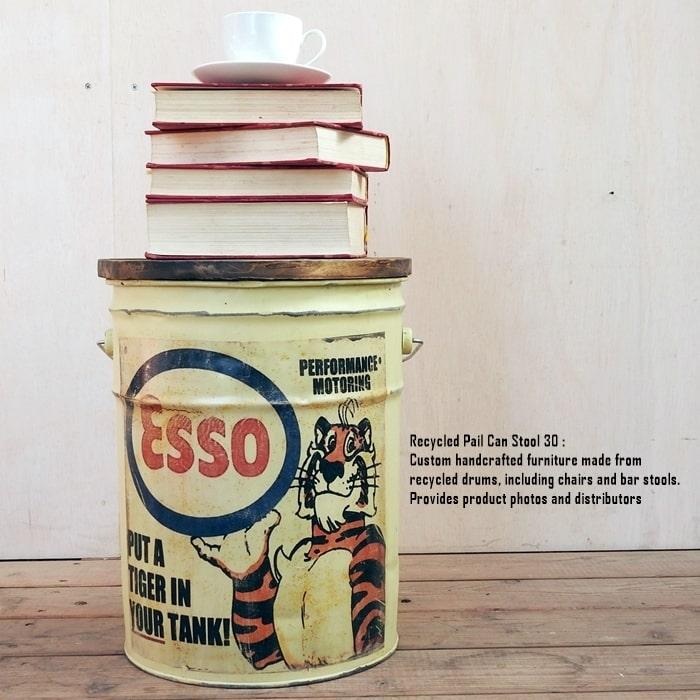 PERFORMANCE
MOTORING
Esso
PUT A
TIGER IN
YOUR TANK!
Recycled Pail Can Stool 30 :
Custom handcrafted furniture made from
recycled drums, including chairs and bar stools.
Provides product photos and distributors